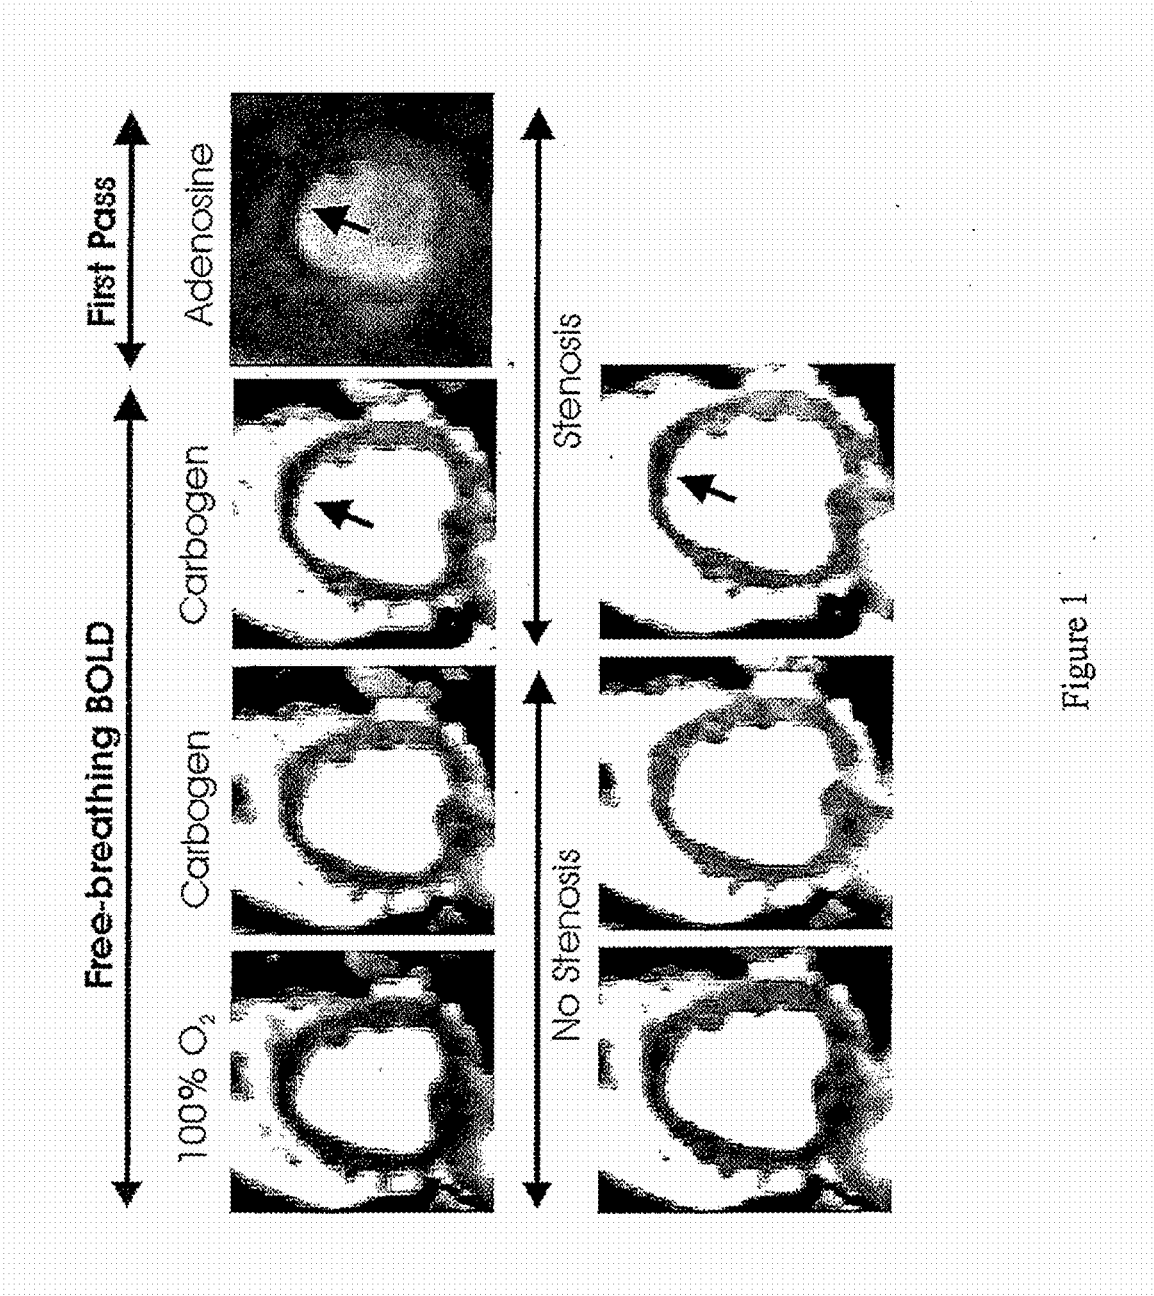 Free-breathing BOLD
First Pass
100% O₂
Carbogen
Carbogen
Adenosine
No Stenosis
Stenosis
Figure 1